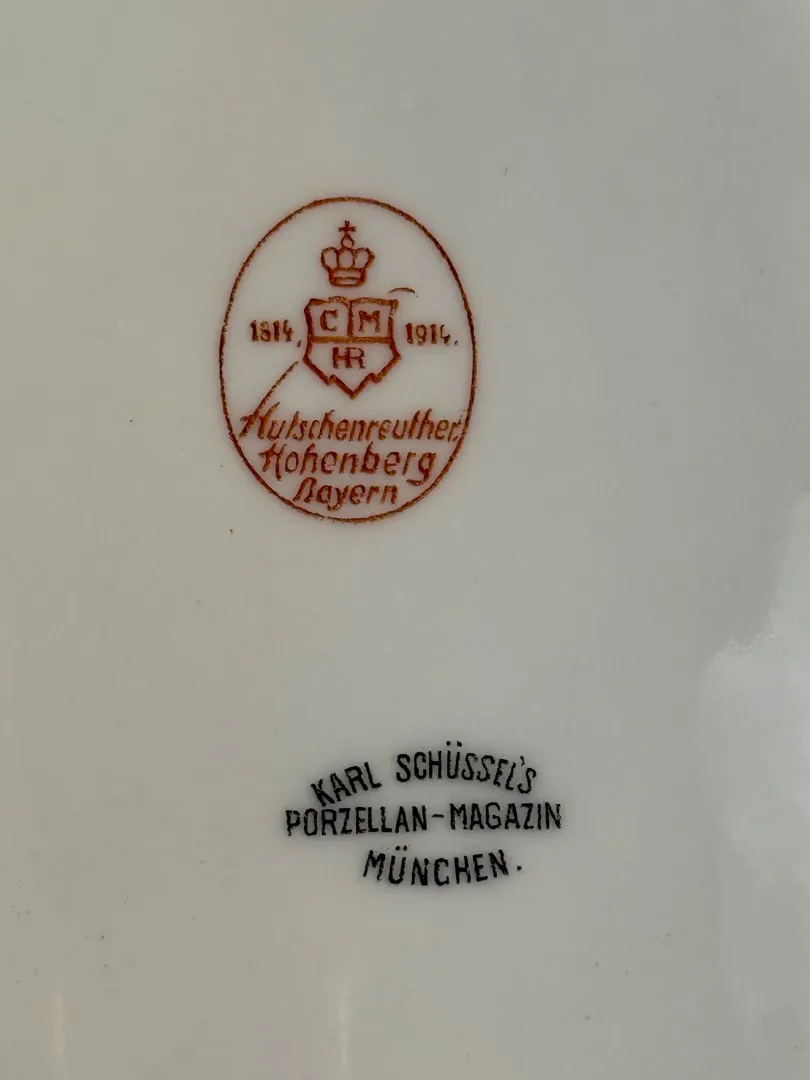 1814. C M 1914.
HR
Hutschenreuther
Hohenberg
Bayern
KARL SCHÜSSEL'S
PORZELLAN-MAGAZIN
MÜNCHEN.